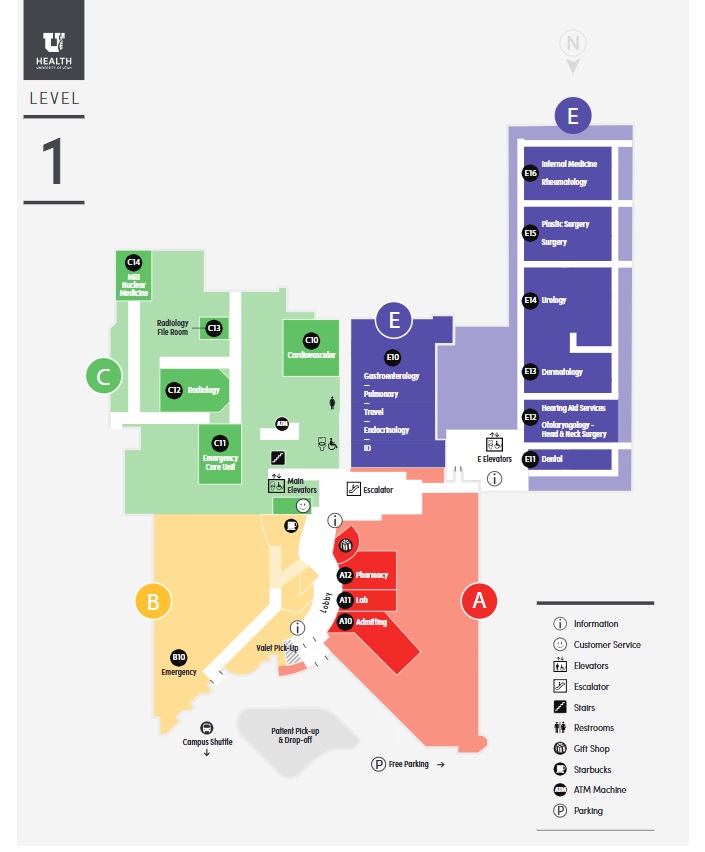 U
HEALTH
UNIVERSITY OF UTAH
LEVEL
1
N
E
E16
Internal Medicine
Rheumatology
E15
Plastic Surgery
Surgery
E14
Urology
E13
Dermatology
E12
Hearing Aid Services
Otolaryngology –
Head & Neck Surgery
E11
Dental
E Elevators
i
E
E10
Gastroenterology
—
Pulmonary
—
Travel
—
Endocrinology
—
ID
C14
MRI
Nuclear
Medicine
Radiology
File Room
C13
C10
Cardiovascular
C
C12
Radiology
ATM
C11
Emergency
Care Unit
Main
Elevators
Escalator
i
A12
Pharmacy
A11
Lab
A10
Admitting
Lobby
B
A
i
Valet Pick-Up
B10
Emergency
Campus Shuttle
Patient Pick-up
& Drop-off
P
Free Parking
i
Information
Customer Service
Elevators
Escalator
Stairs
Restrooms
Gift Shop
Starbucks
ATM
ATM Machine
P
Parking